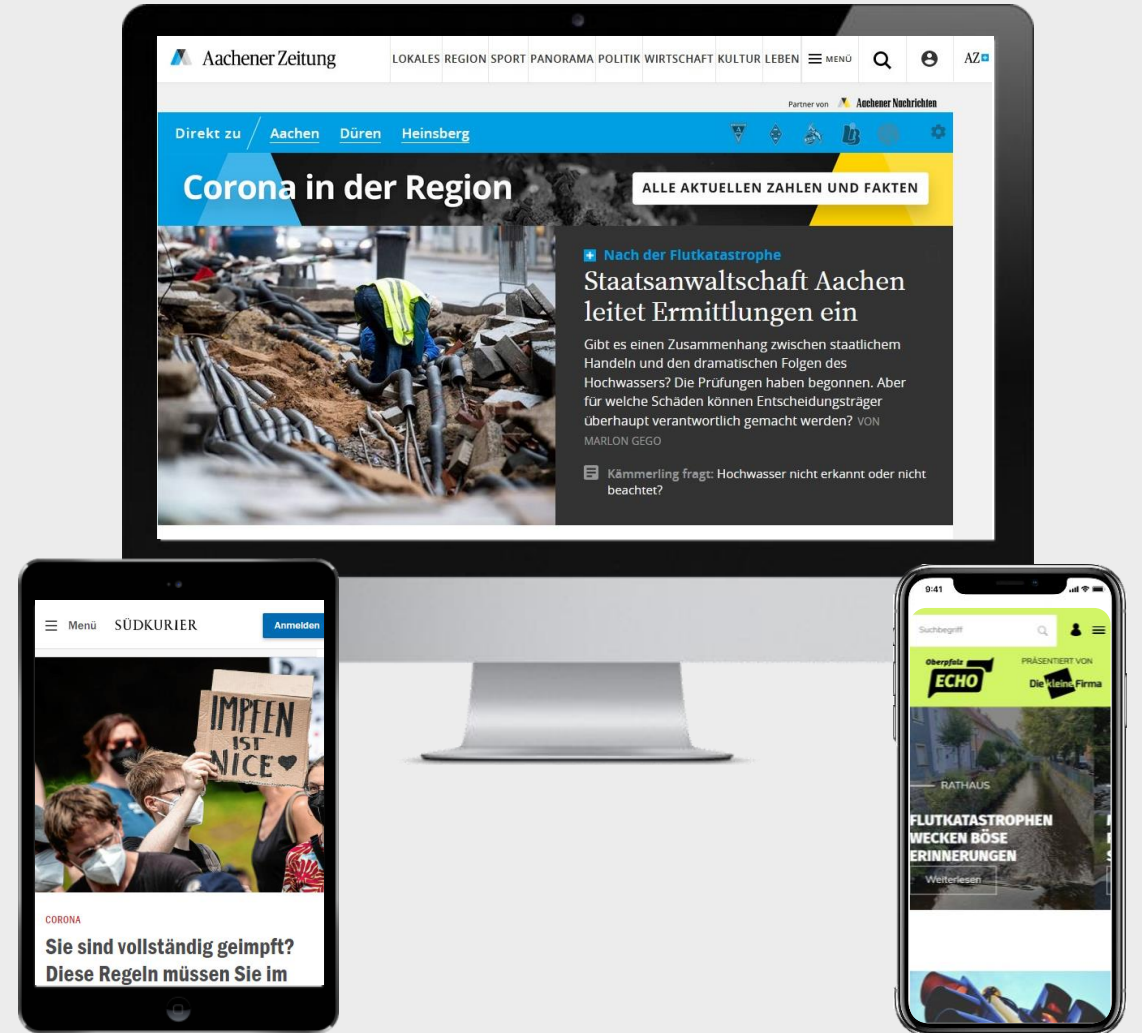 Aachener Zeitung
LOKALES REGION SPORT PANORAMA POLITIK WIRTSCHAFT KULTUR LEBEN MENÜ AZ+
Partner von Aachener Nachrichten
Direkt zu / Aachen Düren Heinsberg
Corona in der Region
ALLE AKTUELLEN ZAHLEN UND FAKTEN
+ Nach der Flutkatastrophe
Staatsanwaltschaft Aachen
leitet Ermittlungen ein
Gibt es einen Zusammenhang zwischen staatlichem
Handeln und den dramatischen Folgen des
Hochwassers? Die Prüfungen haben begonnen. Aber
für welche Schäden können Entscheidungsträger
überhaupt verantwortlich gemacht werden? VON
MARLON GEGO
Kämmerling fragt: Hochwasser nicht erkannt oder nicht
beachtet?
Menü SÜDKURIER Anmelden
IMPFEN
IST
NICE
CORONA
Sie sind vollständig geimpft?
Diese Regeln müssen Sie im
9:41
Suchbegriff
Oberpfalz
ECHO
PRÄSENTIERT VON
Die kleine Firma
RATHAUS
FLUTKATASTROPHEN
WECKEN BÖSE
ERINNERUNGEN
Weiterlesen